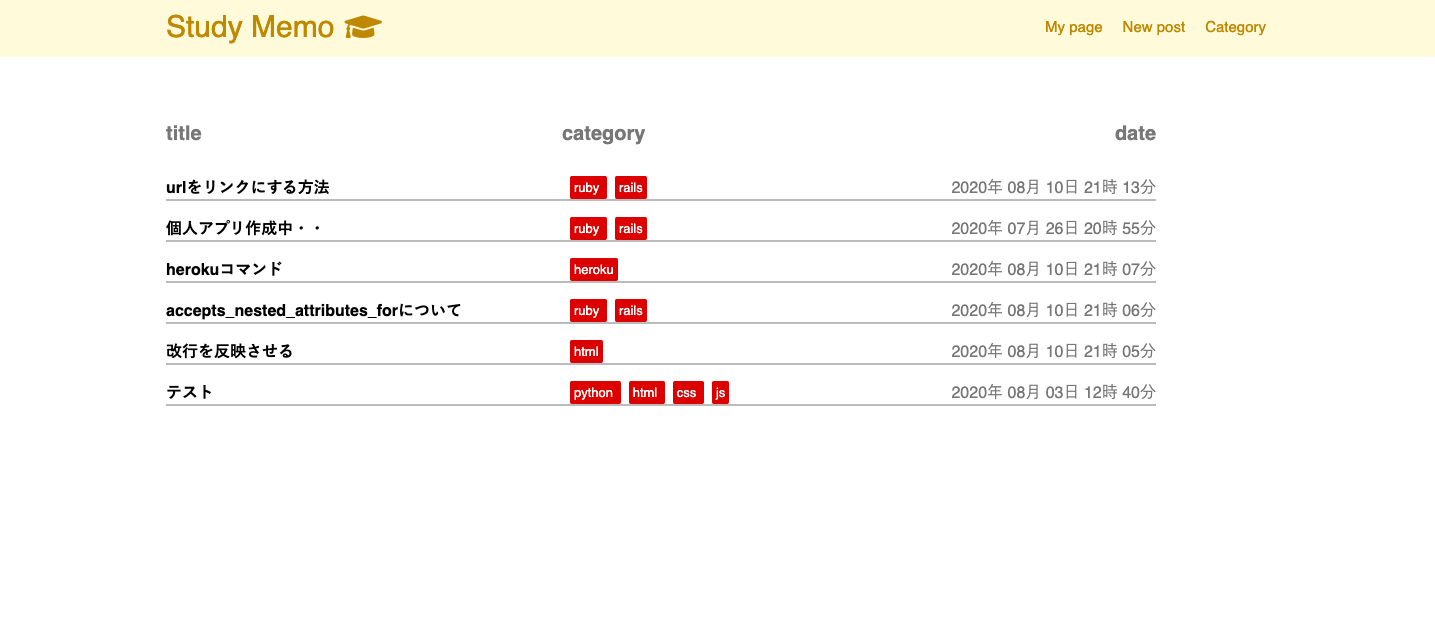 Study Memo My page New post Category
title category date
urlをリンクにする方法 ruby rails 2020年 08月 10日 21時 13分
個人アプリ作成中・・ ruby rails 2020年 07月 26日 20時 55分
herokuコマンド heroku 2020年 08月 10日 21時 07分
accepts_nested_attributes_forについて ruby rails 2020年 08月 10日 21時 06分
改行を反映させる html 2020年 08月 10日 21時 05分
テスト python html css js 2020年 08月 03日 12時 40分